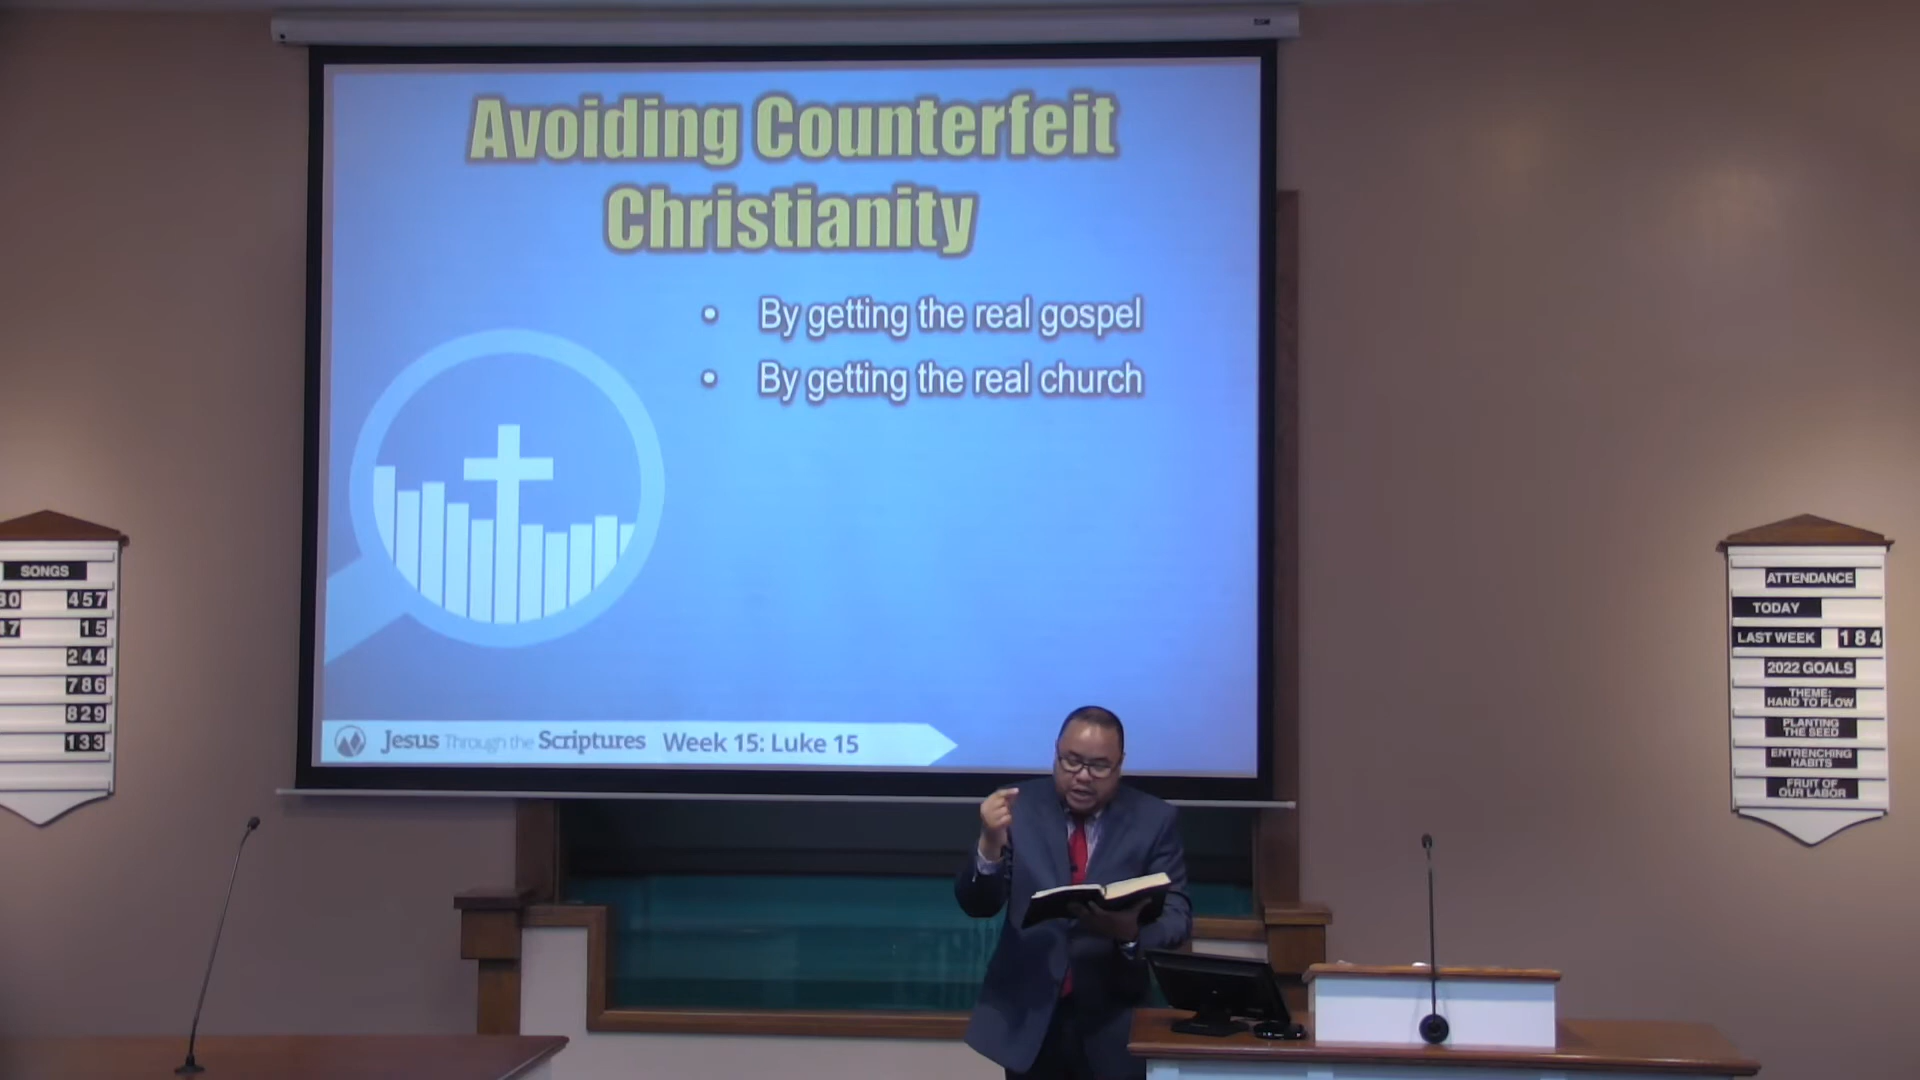 Avoiding Counterfeit
Christianity
• By getting the real gospel
• By getting the real church
Jesus Through the Scriptures Week 15: Luke 15
SONGS
30 457
47 15
244
786
829
133
ATTENDANCE
TODAY
LAST WEEK 184
2022 GOALS
THEME:
HAND TO PLOW
PLANTING
THE SEED
ENTRENCHING
HABITS
FRUIT OF
OUR LABOR